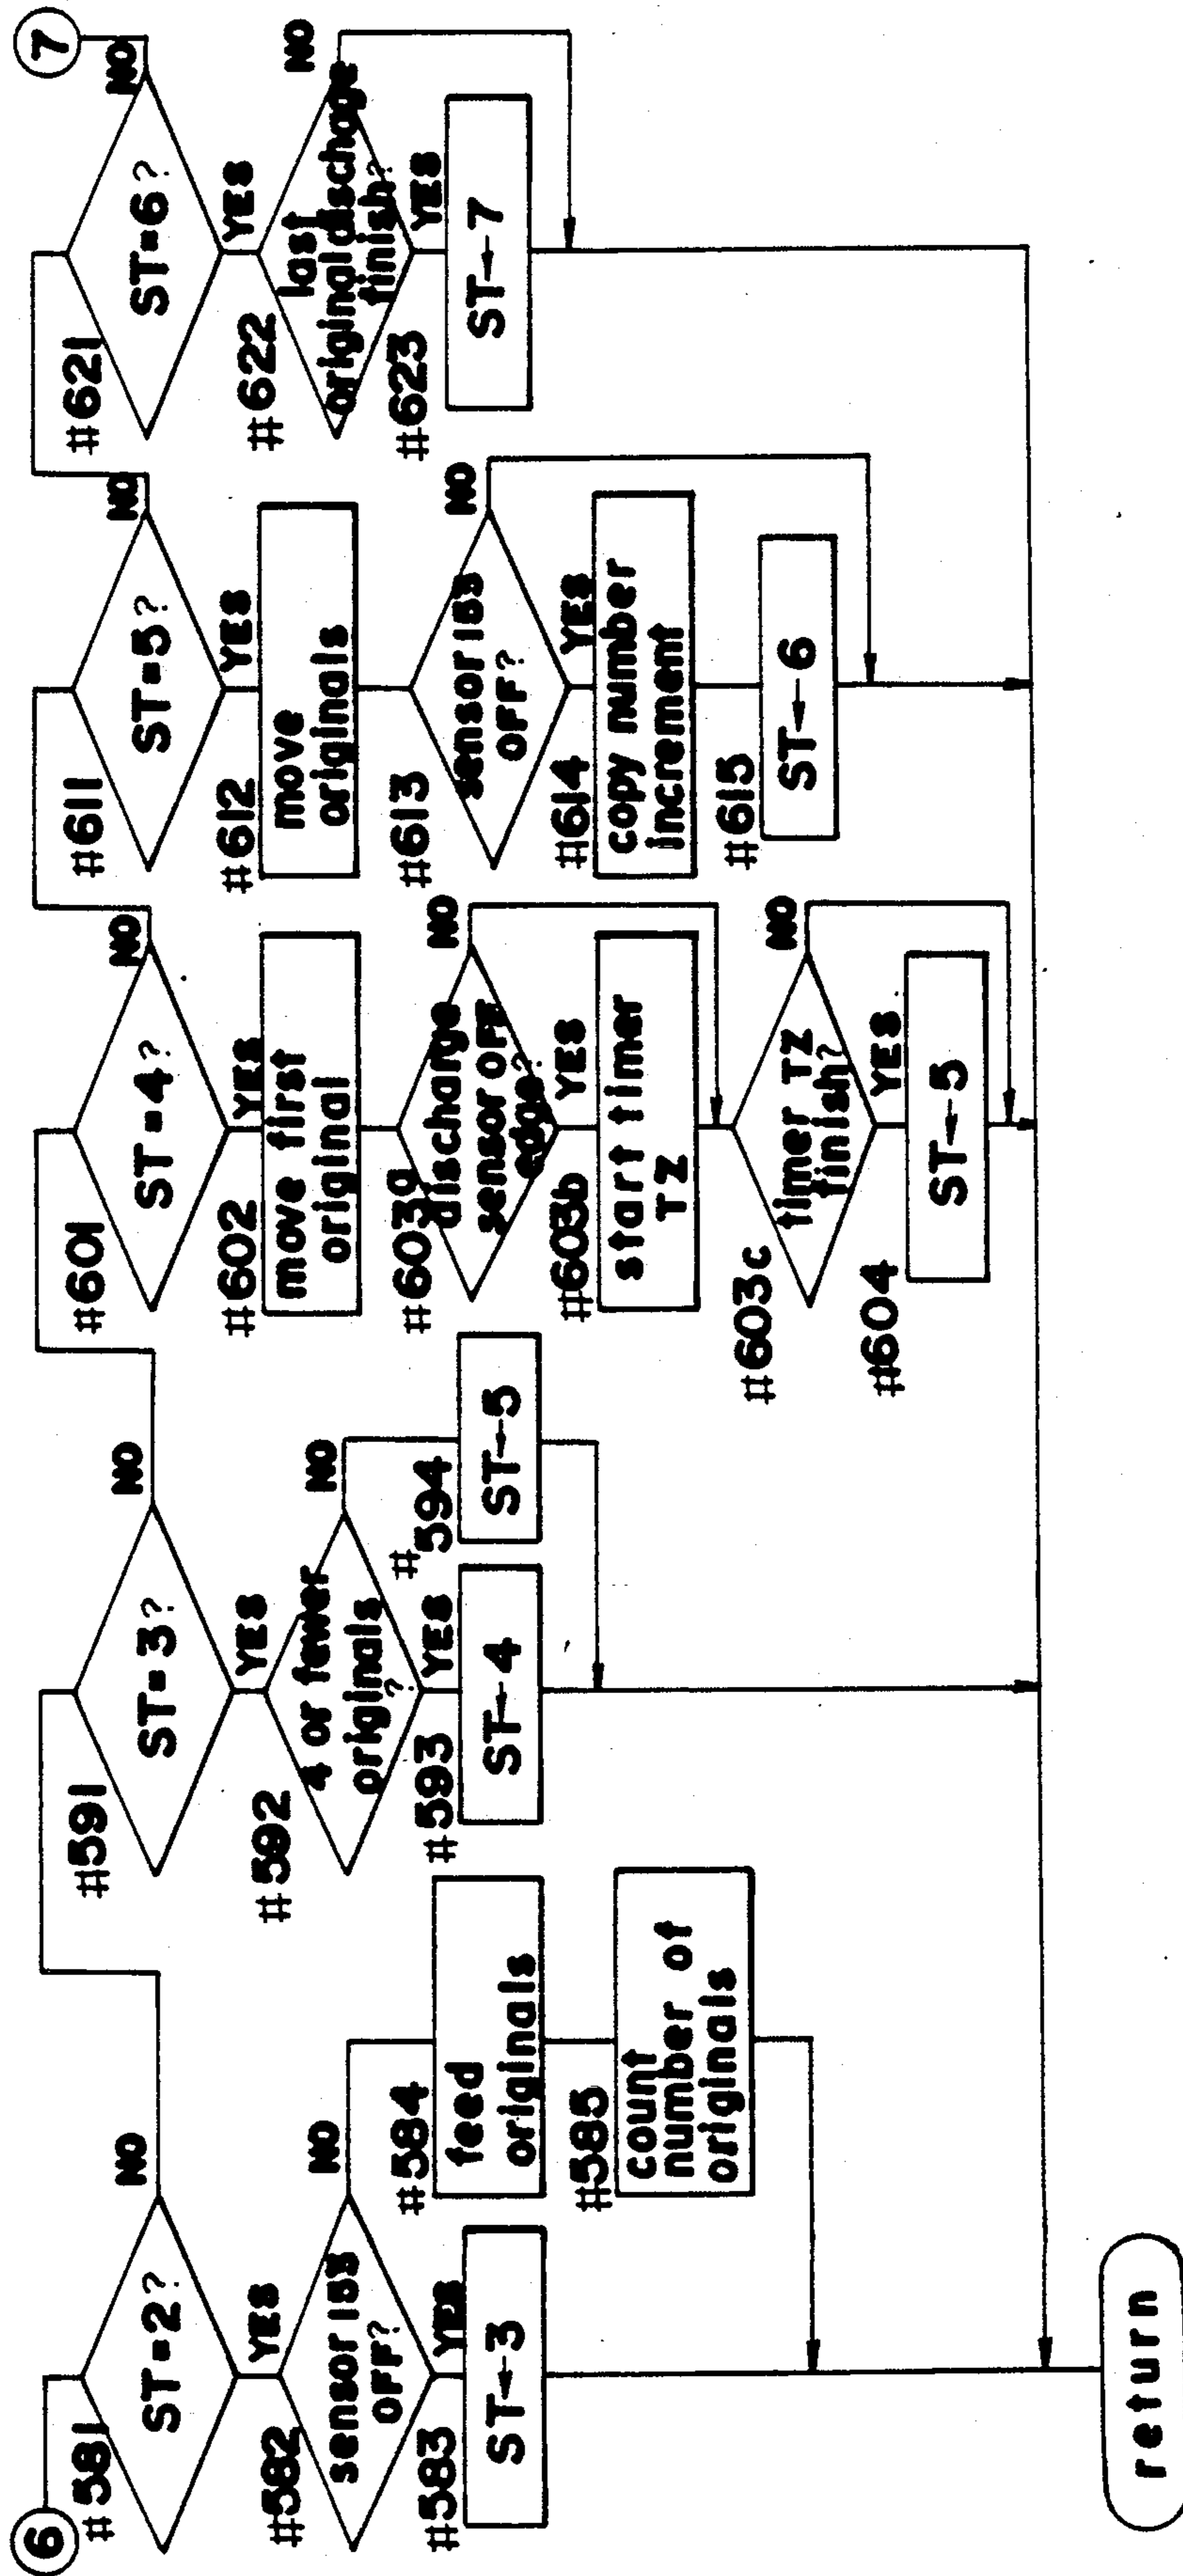 6
#581
ST=2?
NO
YES
#582
sensor 153
OFF?
NO
YES
#583
ST←3
#584
feed
originals
#585
count
number of
originals
#591
ST=3?
NO
YES
#592
4 or fewer
originals
?
NO
YES
#593
ST←4
#594
ST←5
#601
ST=4?
NO
YES
#602
move first
original
#603a
discharge
sensor OFF
edge?
NO
YES
#603b
start timer
TZ
#603c
timer TZ
finish?
NO
YES
#604
ST←5
#611
ST=5?
NO
YES
#612
move
originals
#613
sensor 153
OFF?
NO
YES
#614
copy number
increment
#615
ST←6
#621
ST=6?
NO
7
YES
#622
last
original dischage
finish?
NO
YES
#623
ST←7
return